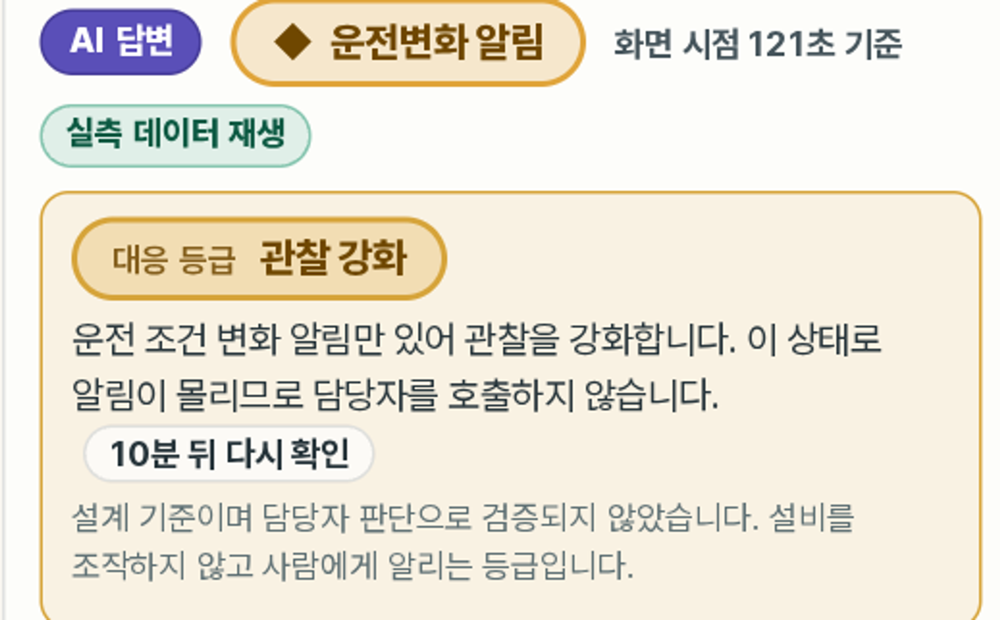 AI 답변 ◆ 운전변화 알림 화면 시점 121초 기준
실측 데이터 재생
대응 등급 관찰 강화
운전 조건 변화 알림만 있어 관찰을 강화합니다. 이 상태로
알림이 몰리므로 담당자를 호출하지 않습니다.
10분 뒤 다시 확인
설계 기준이며 담당자 판단으로 검증되지 않았습니다. 설비를
조작하지 않고 사람에게 알리는 등급입니다.